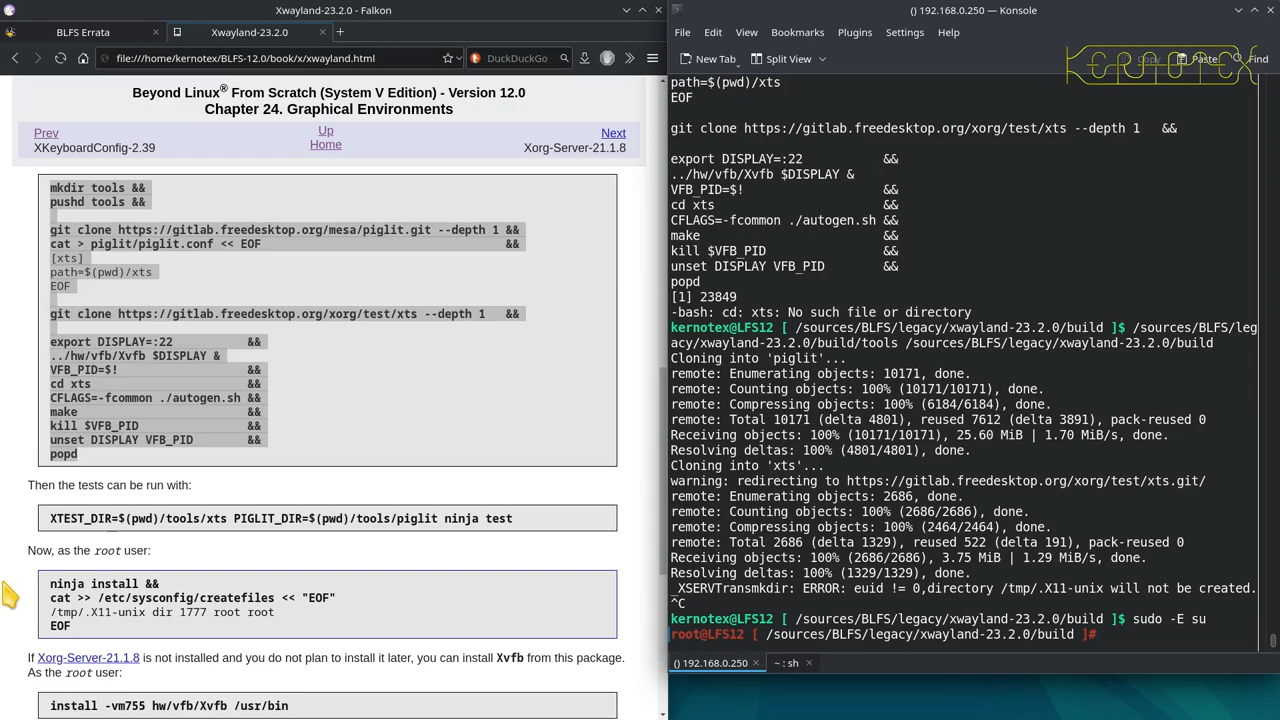 Xwayland-23.2.0 - Falkon
BLFS Errata
Xwayland-23.2.0
file:///home/kernotex/BLFS-12.0/book/x/xwayland.html
DuckDuckGo
Beyond Linux® From Scratch (System V Edition) - Version 12.0
Chapter 24. Graphical Environments
Prev
Up
Next
XKeyboardConfig-2.39
Home
Xorg-Server-21.1.8
mkdir tools &&
pushd tools &&
git clone https://gitlab.freedesktop.org/mesa/piglit.git --depth 1 &&
cat > piglit/piglit.conf << EOF &&
[xts]
path=$(pwd)/xts
EOF
git clone https://gitlab.freedesktop.org/xorg/test/xts --depth 1 &&
export DISPLAY=:22 &&
../hw/vfb/Xvfb $DISPLAY &
VFB_PID=$! &&
cd xts &&
CFLAGS=-fcommon ./autogen.sh &&
make &&
kill $VFB_PID &&
unset DISPLAY VFB_PID &&
popd
Then the tests can be run with:
XTEST_DIR=$(pwd)/tools/xts PIGLIT_DIR=$(pwd)/tools/piglit ninja test
Now, as the root user:
ninja install &&
cat >> /etc/sysconfig/createfiles << "EOF"
/tmp/.X11-unix dir 1777 root root
EOF
If Xorg-Server-21.1.8 is not installed and you do not plan to install it later, you can install Xvfb from this package.
As the root user:
install -vm755 hw/vfb/Xvfb /usr/bin
() 192.168.0.250 — Konsole
File Edit View Bookmarks Plugins Settings Help
New Tab Split View Copy Paste Find
KERNOTEX
path=$(pwd)/xts
EOF
git clone https://gitlab.freedesktop.org/xorg/test/xts --depth 1 &&
export DISPLAY=:22 &&
../hw/vfb/Xvfb $DISPLAY &
VFB_PID=$! &&
cd xts &&
CFLAGS=-fcommon ./autogen.sh &&
make &&
kill $VFB_PID &&
unset DISPLAY VFB_PID &&
popd
[1] 23849
-bash: cd: xts: No such file or directory
kernotex@LFS12 [ /sources/BLFS/legacy/xwayland-23.2.0/build ]$ /sources/BLFS/leg
acy/xwayland-23.2.0/build/tools /sources/BLFS/legacy/xwayland-23.2.0/build
Cloning into 'piglit'...
remote: Enumerating objects: 10171, done.
remote: Counting objects: 100% (10171/10171), done.
remote: Compressing objects: 100% (6184/6184), done.
remote: Total 10171 (delta 4801), reused 7612 (delta 3891), pack-reused 0
Receiving objects: 100% (10171/10171), 25.60 MiB | 1.70 MiB/s, done.
Resolving deltas: 100% (4801/4801), done.
Cloning into 'xts'...
warning: redirecting to https://gitlab.freedesktop.org/xorg/test/xts.git/
remote: Enumerating objects: 2686, done.
remote: Counting objects: 100% (2686/2686), done.
remote: Compressing objects: 100% (2464/2464), done.
remote: Total 2686 (delta 1329), reused 522 (delta 191), pack-reused 0
Receiving objects: 100% (2686/2686), 3.75 MiB | 1.29 MiB/s, done.
Resolving deltas: 100% (1329/1329), done.
_XSERVTransmkdir: ERROR: euid != 0,directory /tmp/.X11-unix will not be created.
^C
kernotex@LFS12 [ /sources/BLFS/legacy/xwayland-23.2.0/build ]$ sudo -E su
root@LFS12 [ /sources/BLFS/legacy/xwayland-23.2.0/build ]#
() 192.168.0.250
~ : sh